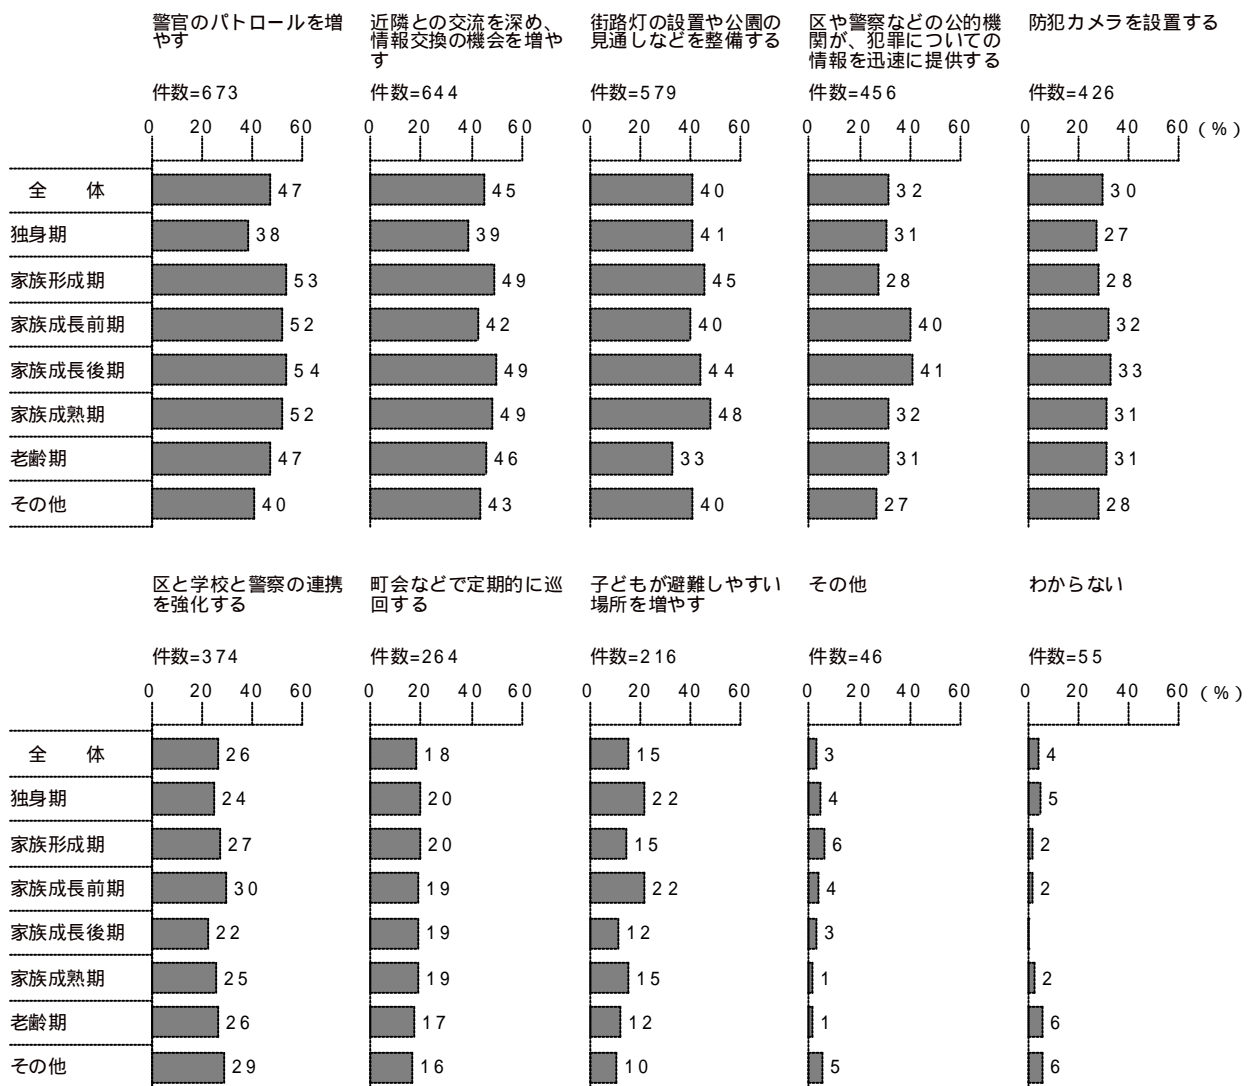 警官のパトロールを増
やす
近隣との交流を深め、
情報交換の機会を増や
す
街路灯の設置や公園の
見通しなどを整備する
区や警察などの公的機
関が、犯罪についての
情報を迅速に提供する
防犯カメラを設置する
件数=673 件数=644 件数=579 件数=456 件数=426
0 20 40 60 0 20 40 60 0 20 40 60 0 20 40 60 0 20 40 60 (%)
全 体 47 45 40 32 30
独身期 38 39 41 31 27
家族形成期 53 49 45 28 28
家族成長前期 52 42 40 40 32
家族成長後期 54 49 44 41 33
家族成熟期 52 49 48 32 31
老齢期 47 46 33 31 31
その他 40 43 40 27 28
区と学校と警察の連携
を強化する
町会などで定期的に巡
回する
子どもが避難しやすい
場所を増やす
その他
わからない
件数=374 件数=264 件数=216 件数=46 件数=55
0 20 40 60 0 20 40 60 0 20 40 60 0 20 40 60 0 20 40 60 (%)
全 体 26 18 15 3 4
独身期 24 20 22 4 5
家族形成期 27 20 15 6 2
家族成長前期 30 19 22 4 2
家族成長後期 22 19 12 3
家族成熟期 25 19 15 1 2
老齢期 26 17 12 1 6
その他 29 16 10 5 6